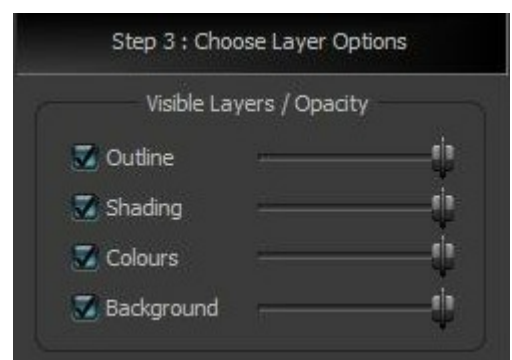 Step 3 : Choose Layer Options
Visible Layers / Opacity
Outline
Shading
Colours
Background